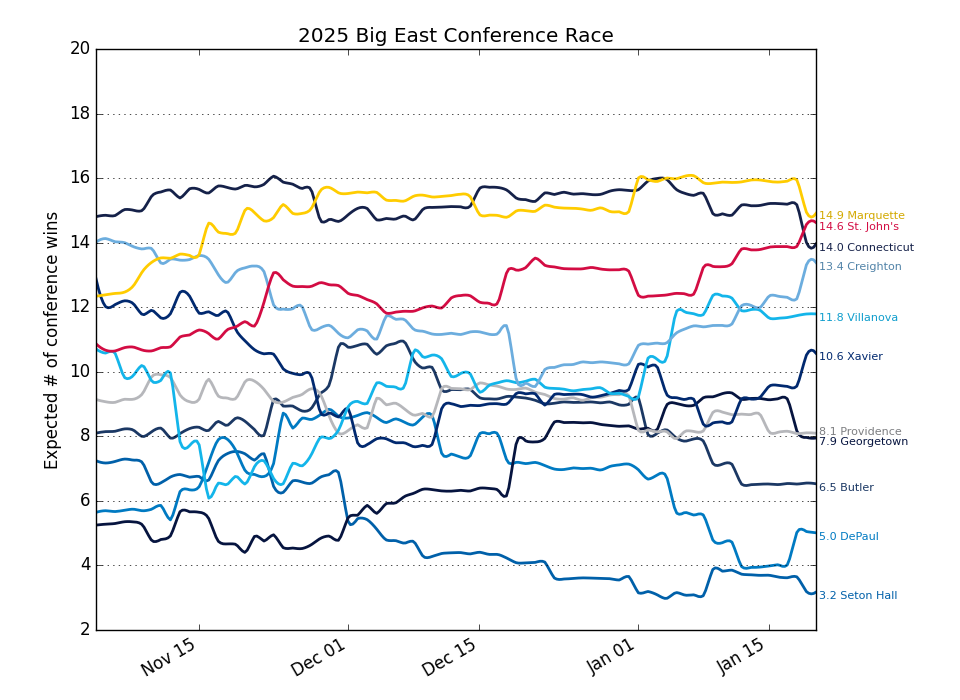 2025 Big East Conference Race
Expected # of conference wins
20
18
16
14
12
10
8
6
4
2
14.9 Marquette
14.6 St. John's
14.0 Connecticut
13.4 Creighton
11.8 Villanova
10.6 Xavier
8.1 Providence
7.9 Georgetown
6.5 Butler
5.0 DePaul
3.2 Seton Hall
Nov 15
Dec 01
Dec 15
Jan 01
Jan 15